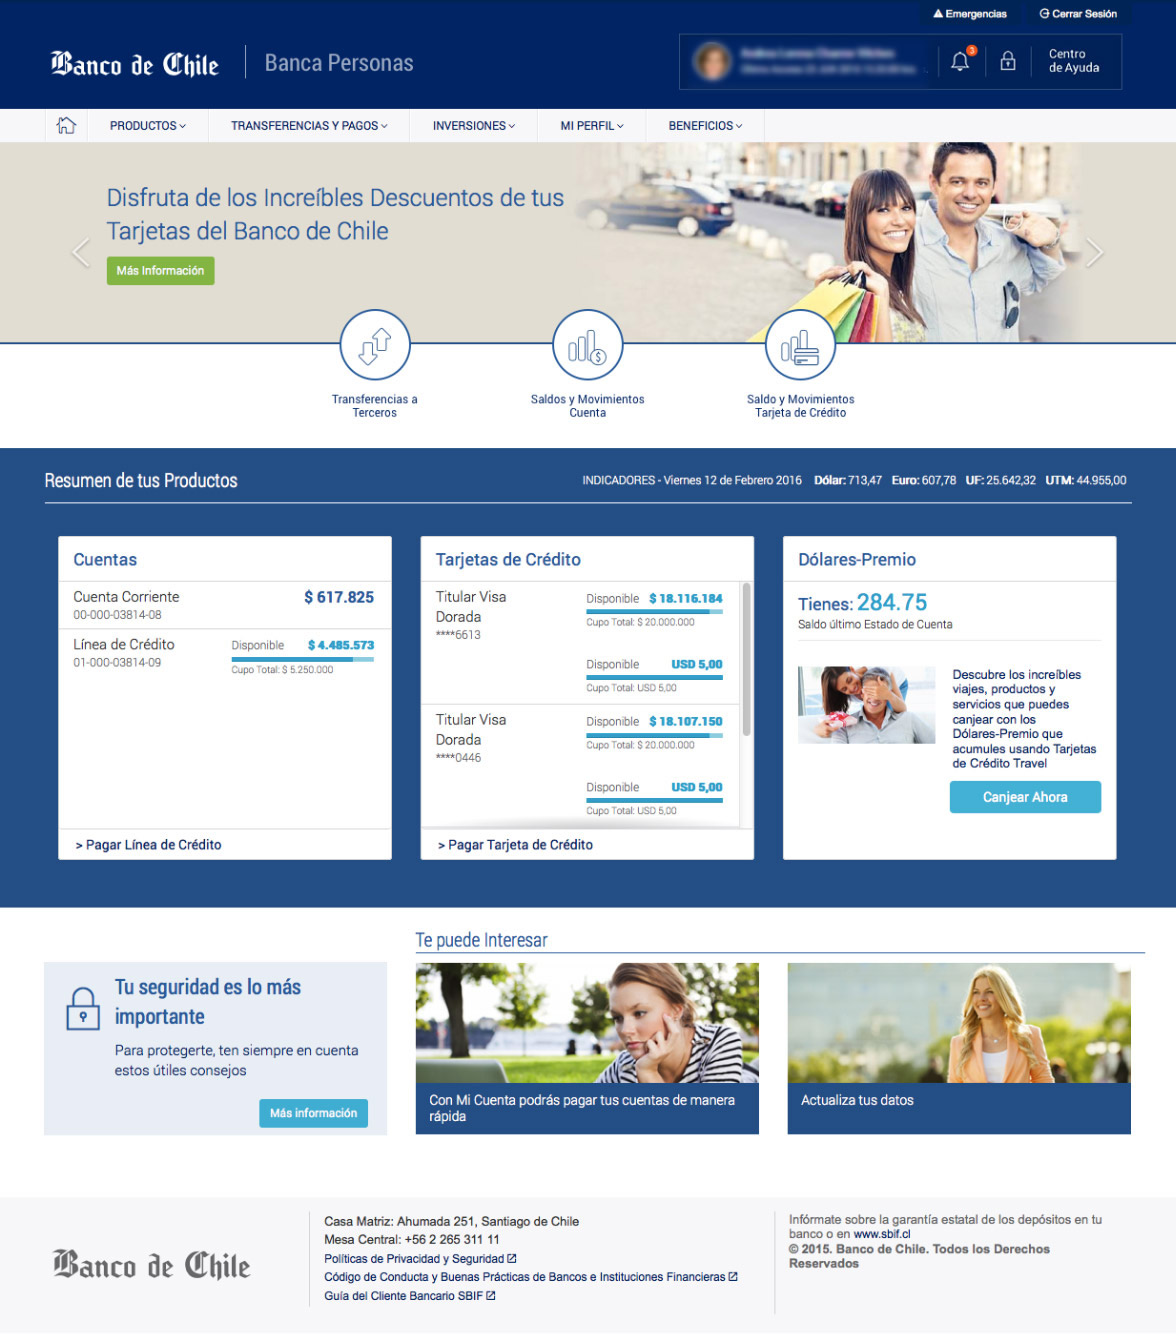 Emergencias
Cerrar Sesión
Banco de Chile
Banca Personas
3
Centro
de Ayuda
PRODUCTOS
TRANSFERENCIAS Y PAGOS
INVERSIONES
MI PERFIL
BENEFICIOS
Disfruta de los Increíbles Descuentos de tus
Tarjetas del Banco de Chile
Más Información
Transferencias a
Terceros
Saldos y Movimientos
Cuenta
Saldo y Movimientos
Tarjeta de Crédito
Resumen de tus Productos
INDICADORES - Viernes 12 de Febrero 2016 Dólar: 713,47 Euro: 607,78 UF: 25.642,32 UTM: 44.955,00
Cuentas
Cuenta Corriente $ 617.825
00-000-03814-08
Línea de Crédito Disponible $ 4.485.573
01-000-03814-09 Cupo Total: $ 5.250.000
> Pagar Línea de Crédito
Tarjetas de Crédito
Titular Visa
Dorada
****6613
Disponible $ 18.116.184
Cupo Total: $ 20.000.000
Disponible USD 5,00
Cupo Total: USD 5,00
Titular Visa
Dorada
****0446
Disponible $ 18.107.150
Cupo Total: $ 20.000.000
Disponible USD 5,00
Cupo Total: USD 5,00
> Pagar Tarjeta de Crédito
Dólares-Premio
Tienes: 284.75
Saldo último Estado de Cuenta
Descubre los increíbles
viajes, productos y
servicios que puedes
canjear con los
Dólares-Premio que
acumules usando Tarjetas
de Crédito Travel
Canjear Ahora
Te puede Interesar
Tu seguridad es lo más
importante
Para protegerte, ten siempre en cuenta
estos útiles consejos
Más información
Con Mi Cuenta podrás pagar tus cuentas de manera
rápida
Actualiza tus datos
Banco de Chile
Casa Matriz: Ahumada 251, Santiago de Chile
Mesa Central: +56 2 265 311 11
Políticas de Privacidad y Seguridad
Código de Conducta y Buenas Prácticas de Bancos e Instituciones Financieras
Guía del Cliente Bancario SBIF
Infórmate sobre la garantía estatal de los depósitos en tu
banco o en www.sbif.cl
© 2015. Banco de Chile. Todos los Derechos
Reservados